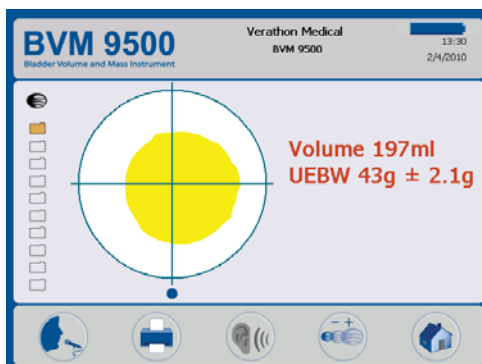 BVM 9500
Bladder Volume and Mass Instrument
Verathon Medical
BVM 9500
13:30
2/4/2010
Volume 197ml
UEBW 43g ± 2.1g
- +